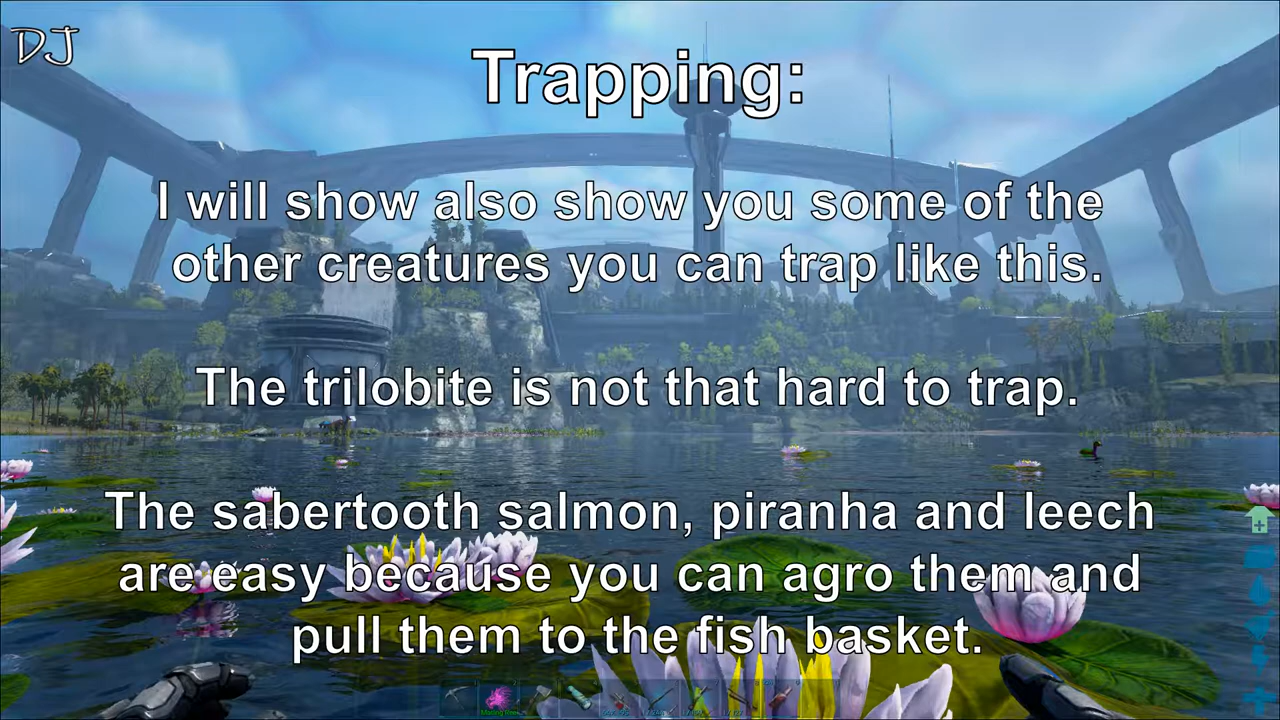 DJ
Trapping:
I will show also show you some of the
other creatures you can trap like this.
The trilobite is not that hard to trap.
The sabertooth salmon, piranha and leech
are easy because you can agro them and
pull them to the fish basket.